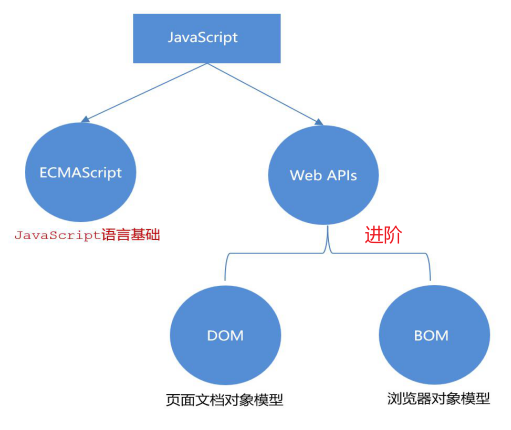 JavaScript
ECMAScript
Web APIs
JavaScript语言基础
进阶
DOM
BOM
页面文档对象模型
浏览器对象模型